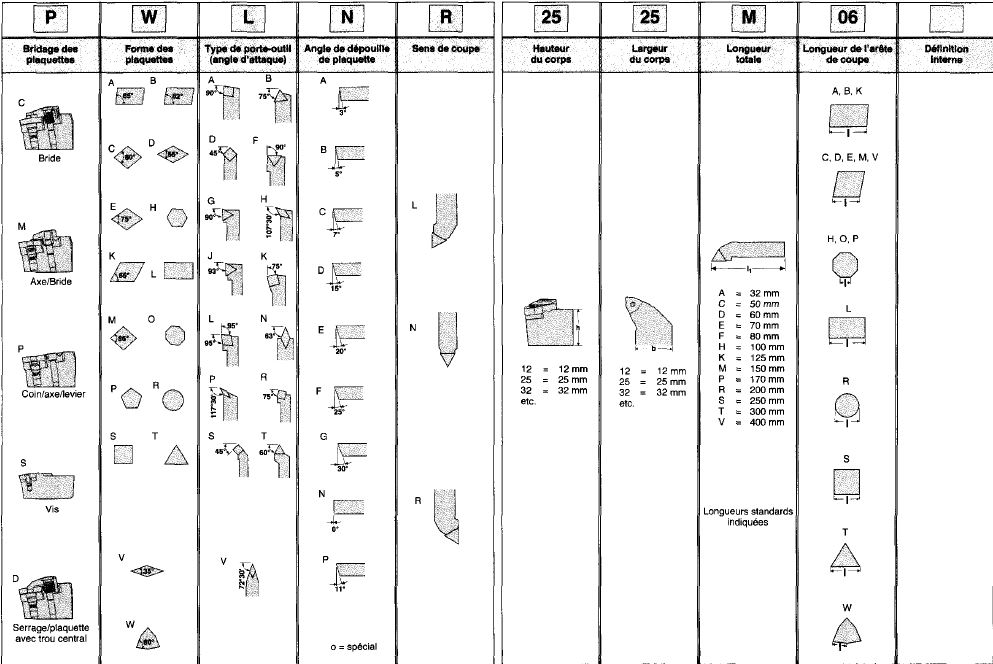 P W L N R 25 25 M 06
Bridage des plaquettes
Forme des plaquettes
Type de porte-outil (angle d'attaque)
Angle de dépouille de plaquette
Sens de coupe
Hauteur du corps
Largeur du corps
Longueur totale
Longueur de l'arête de coupe
Définition interne
C
Bride
M
Axe/Bride
P
Coin/axe/levier
S
Vis
D
Serrage/plaquette
avec trou central
A 85° B 82°
C 80° D 55°
E 75° H
K 55° L
M 86° O
P R
S T
V 35°
W 80°
A 90° B 75°
D 45° F 90°
G 90° H 107°30'
J 93° K 75°
L 95° 95° N 63°
P 117°30' R 75°
S 45° T 60°
V 72°30'
A 3°
B 5°
C 7°
D 15°
E 20°
F 25°
G 30°
N 0°
P 11°
o = spécial
L
N
R
h
12 = 12 mm
25 = 25 mm
32 = 32 mm
etc.
b
12 = 12 mm
25 = 25 mm
32 = 32 mm
etc.
l₁
A = 32 mm
C = 50 mm
D = 60 mm
E = 70 mm
F = 80 mm
H = 100 mm
K = 125 mm
M = 150 mm
P = 170 mm
R = 200 mm
S = 250 mm
T = 300 mm
V = 400 mm
Longueurs standards
indiquées
A, B, K
l
C, D, E, M, V
l
H, O, P
l
L
l
R
l
S
l
T
l
W
l